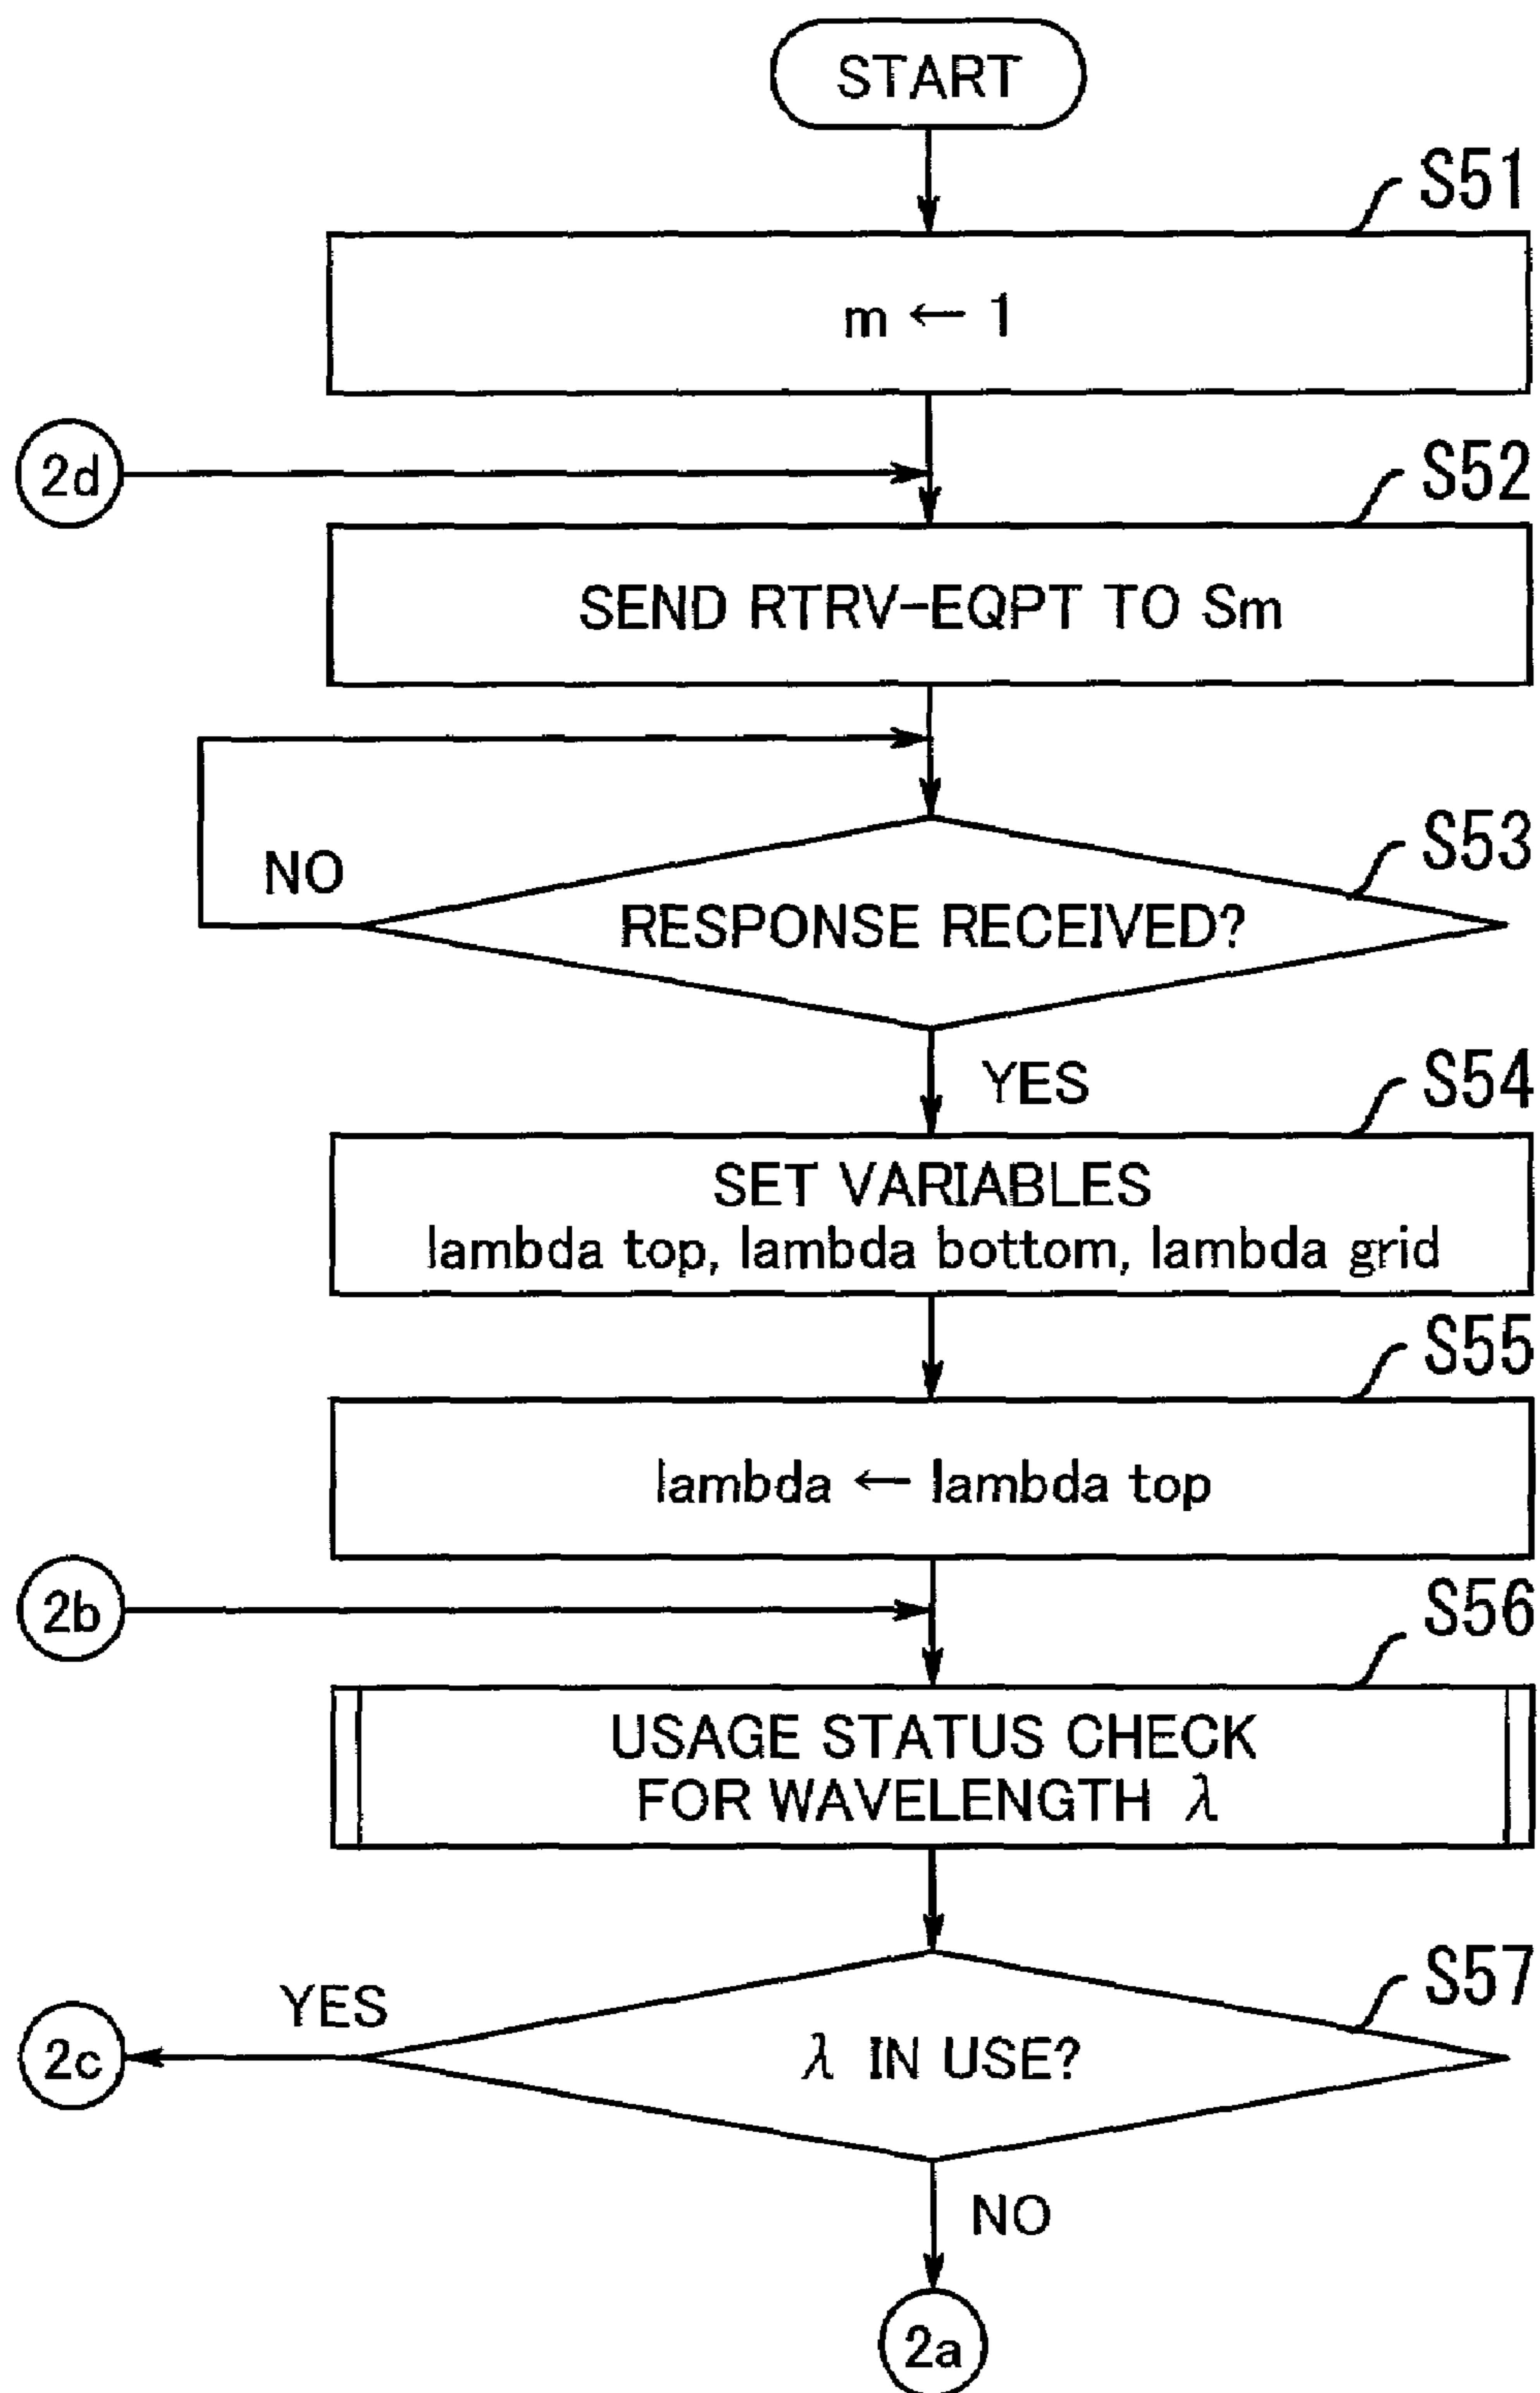 START
S51
m ← 1
2d
S52
SEND RTRV-EQPT TO Sm
S53
NO
RESPONSE RECEIVED?
YES
S54
SET VARIABLES
lambda top, lambda bottom, lambda grid
S55
lambda ← lambda top
2b
S56
USAGE STATUS CHECK
FOR WAVELENGTH λ
S57
YES
2c
λ IN USE?
NO
2a